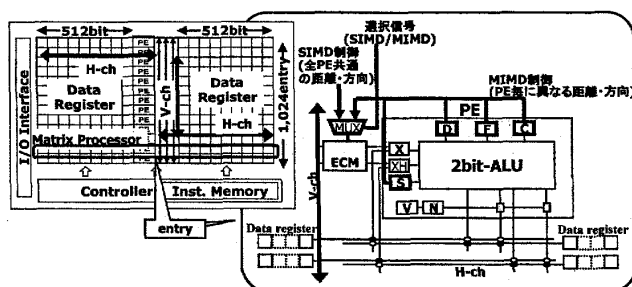 512bit
512bit
PE
PE
PE
PE
PE
PE
PE
PE
PE
H-ch
V-ch
Data
Register
Data
Register
H-ch
1,024entry
I/O Interface
Matrix Processor
Controller
Inst. Memory
entry
選択信号
(SIMD/MIMD)
SIMD制御
(全PE共通
の距離・方向)
MIMD制御
(PE毎に異なる距離・方向)
PE
MUX
D
F
C
ECM
X
XH
S
2bit-ALU
V
N
V-ch
Data register
Data register
H-ch